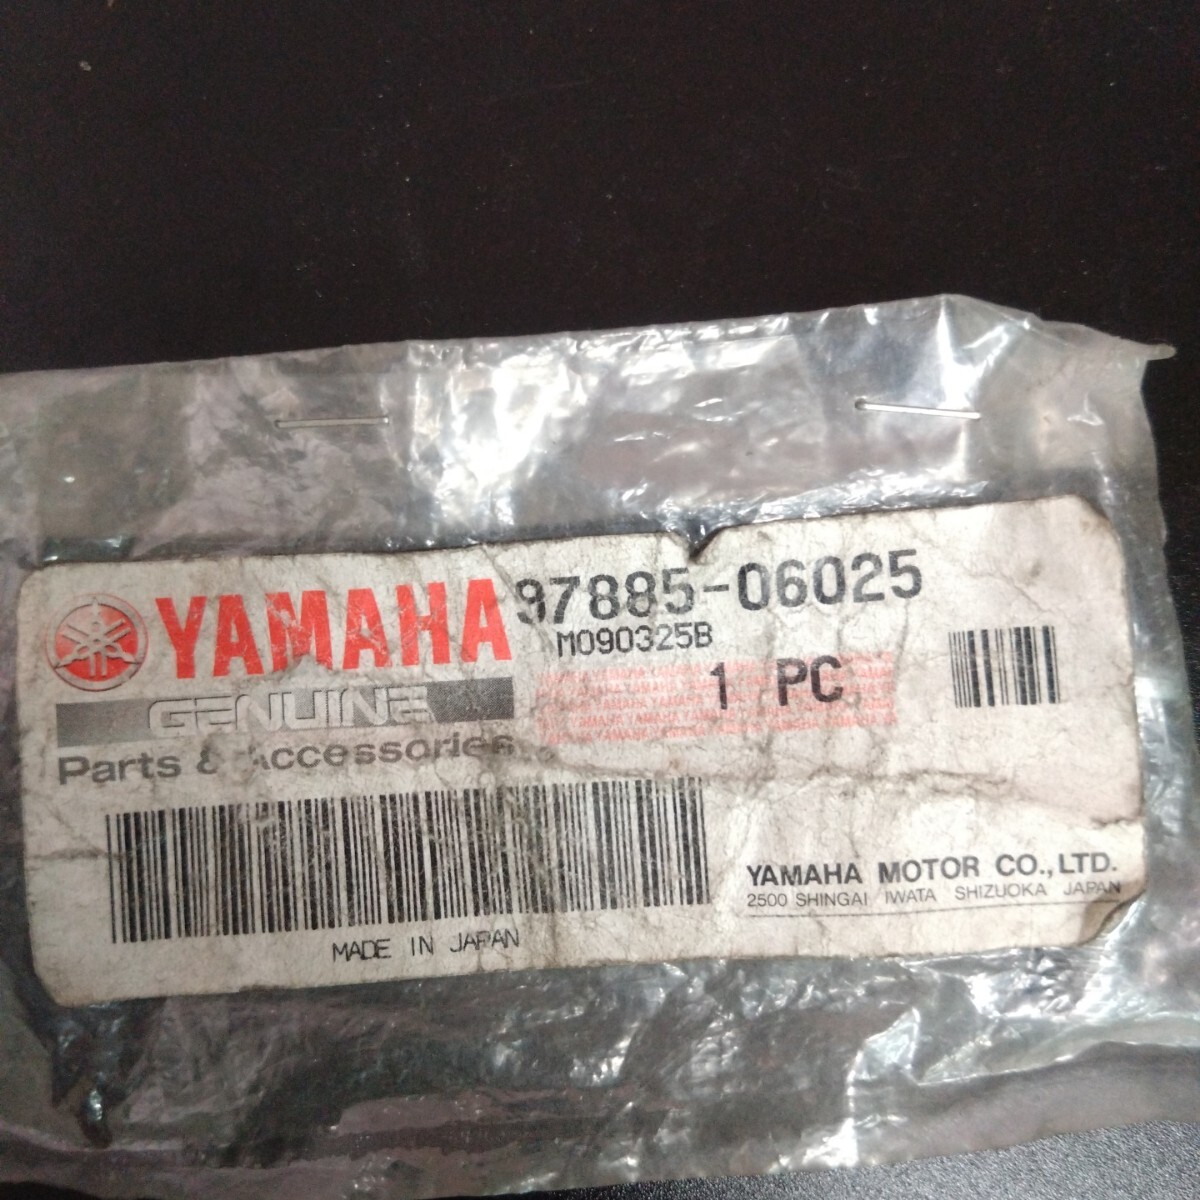 YAMAHA 97885-06025
M090325B
GENUINE 1 PC
Parts & Accessories
YAMAHA MOTOR CO., LTD.
2500 SHINGAI IWATA SHIZUOKA JAPAN
MADE IN JAPAN